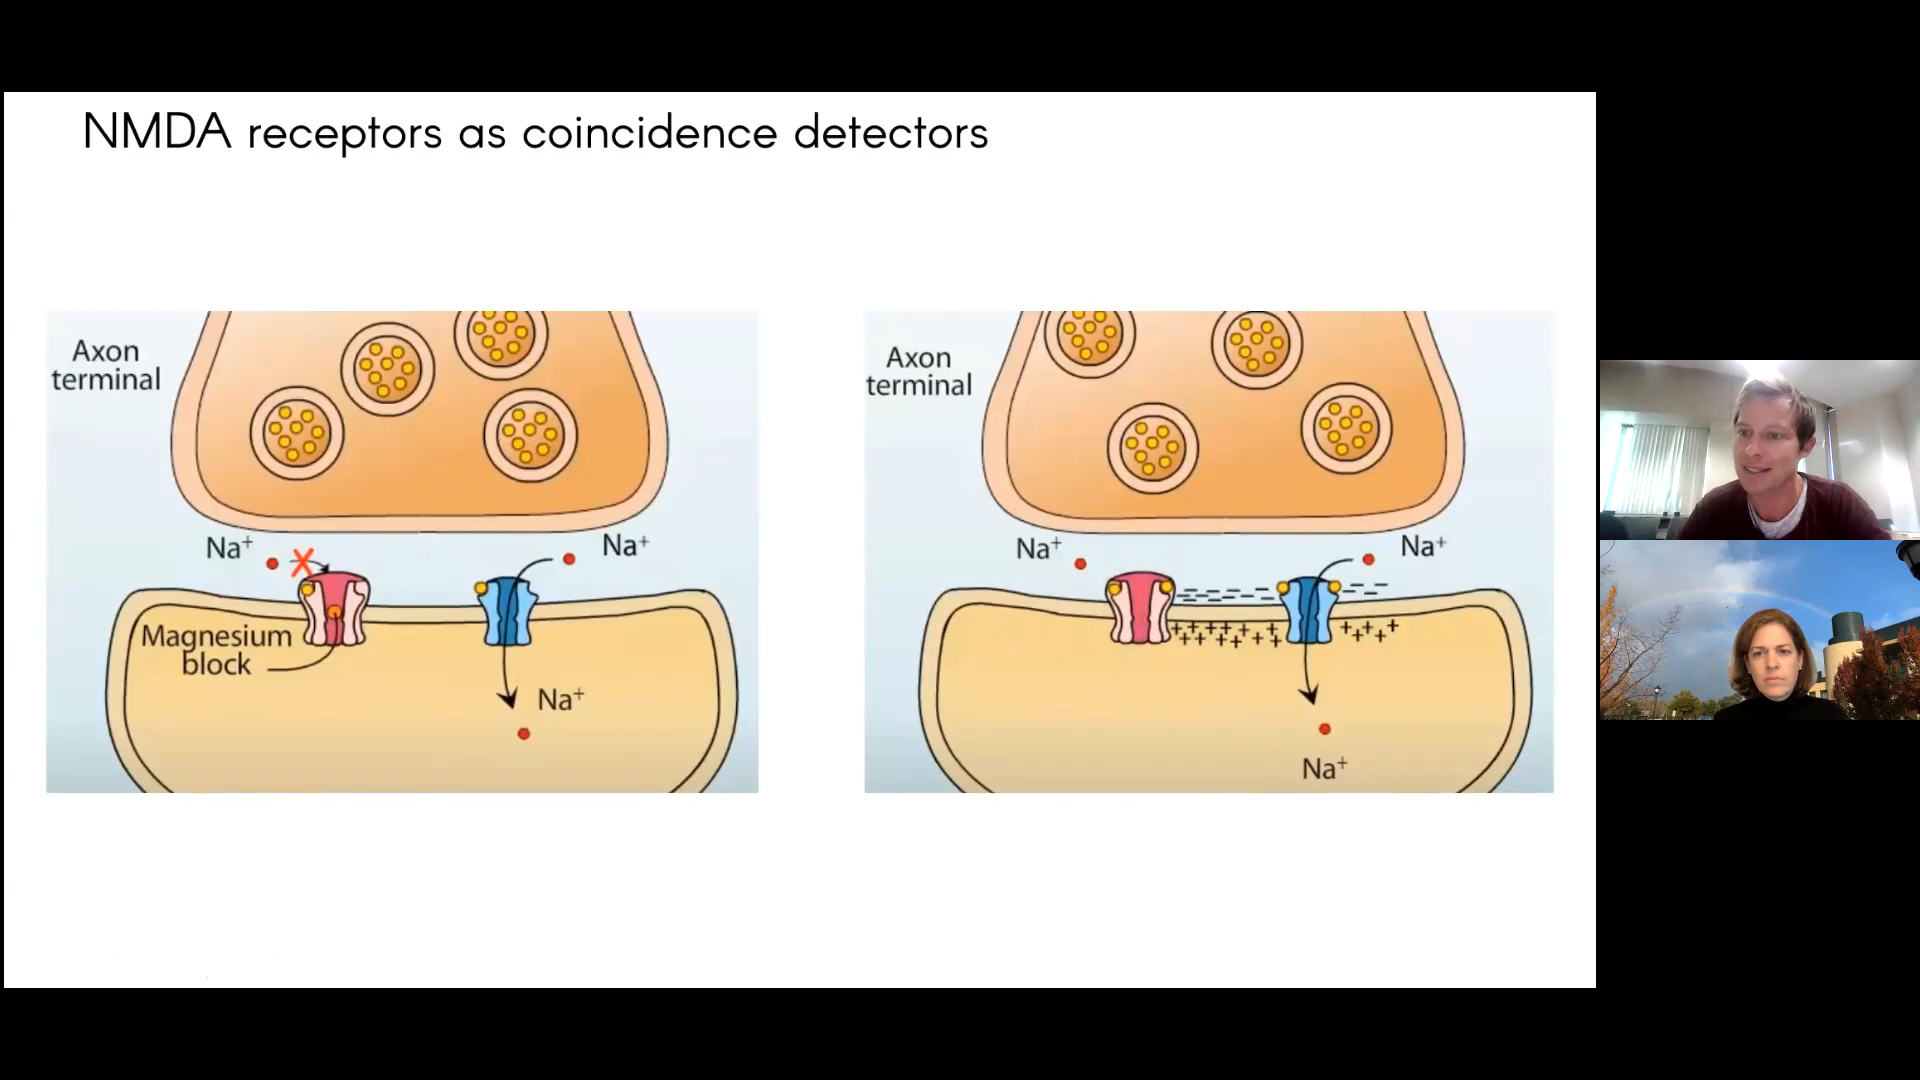 NMDA receptors as coincidence detectors
Axon
terminal
Na⁺
Na⁺
Magnesium
block
Na⁺
Axon
terminal
Na⁺
Na⁺
Na⁺